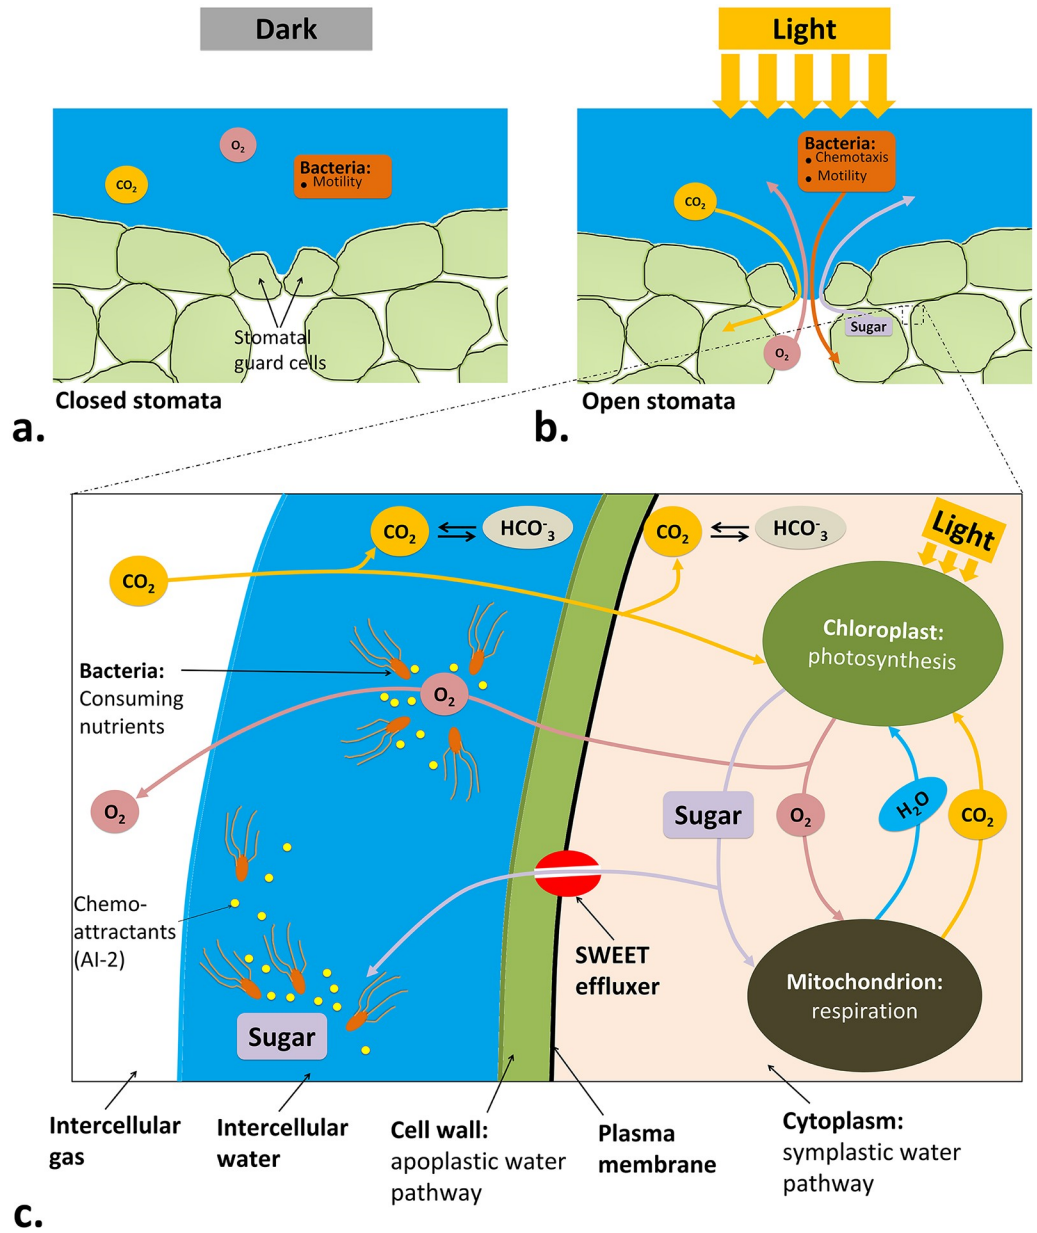 Dark
Light
O2
CO2
Bacteria:
• Motility
Stomatal
guard cells
Closed stomata
a.
Bacteria:
• Chemotaxis
• Motility
CO2
Sugar
O2
Open stomata
b.
CO2
CO2
HCO-3
CO2
HCO-3
Light
Chloroplast:
photosynthesis
Bacteria:
Consuming
nutrients
O2
O2
Sugar
O2
H2O
CO2
Chemo-
attractants
(AI-2)
SWEET
effluxer
Mitochondrion:
respiration
Sugar
Intercellular
gas
Intercellular
water
Cell wall:
apoplastic water
pathway
Plasma
membrane
Cytoplasm:
symplastic water
pathway
c.